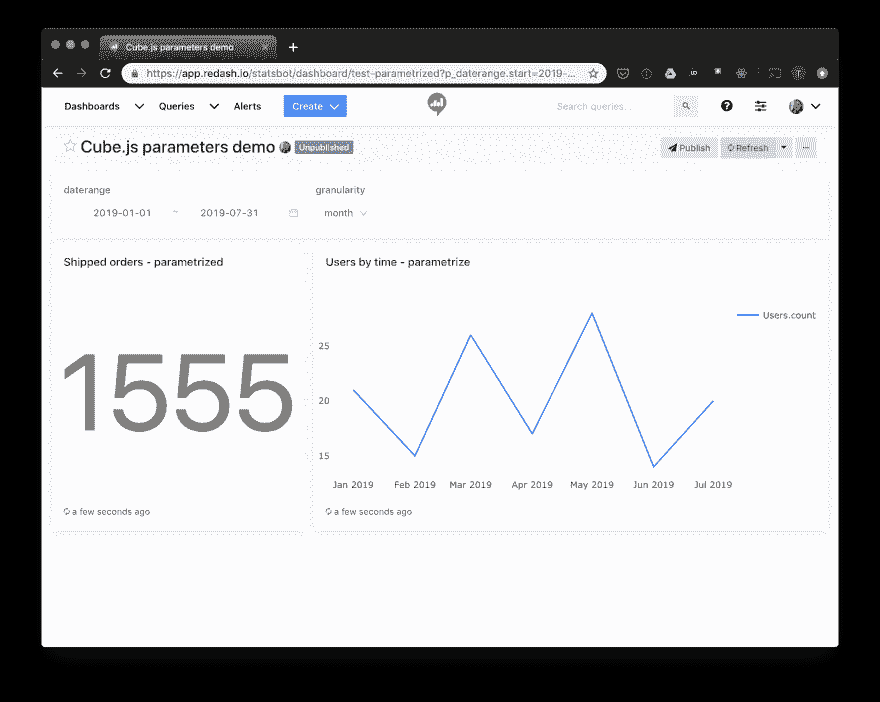 Cube.js parameters demo
https://app.redash.io/statsbot/dashboard/test-parametrized?p_daterange.start=2019-...
Dashboards Queries Alerts Create Search queries...
Cube.js parameters demo Unpublished Publish Refresh
daterange granularity
2019-01-01 ~ 2019-07-31 month
Shipped orders - parametrized Users by time - parametrize
1555
Users.count
25
20
15
Jan 2019 Feb 2019 Mar 2019 Apr 2019 May 2019 Jun 2019 Jul 2019
a few seconds ago a few seconds ago